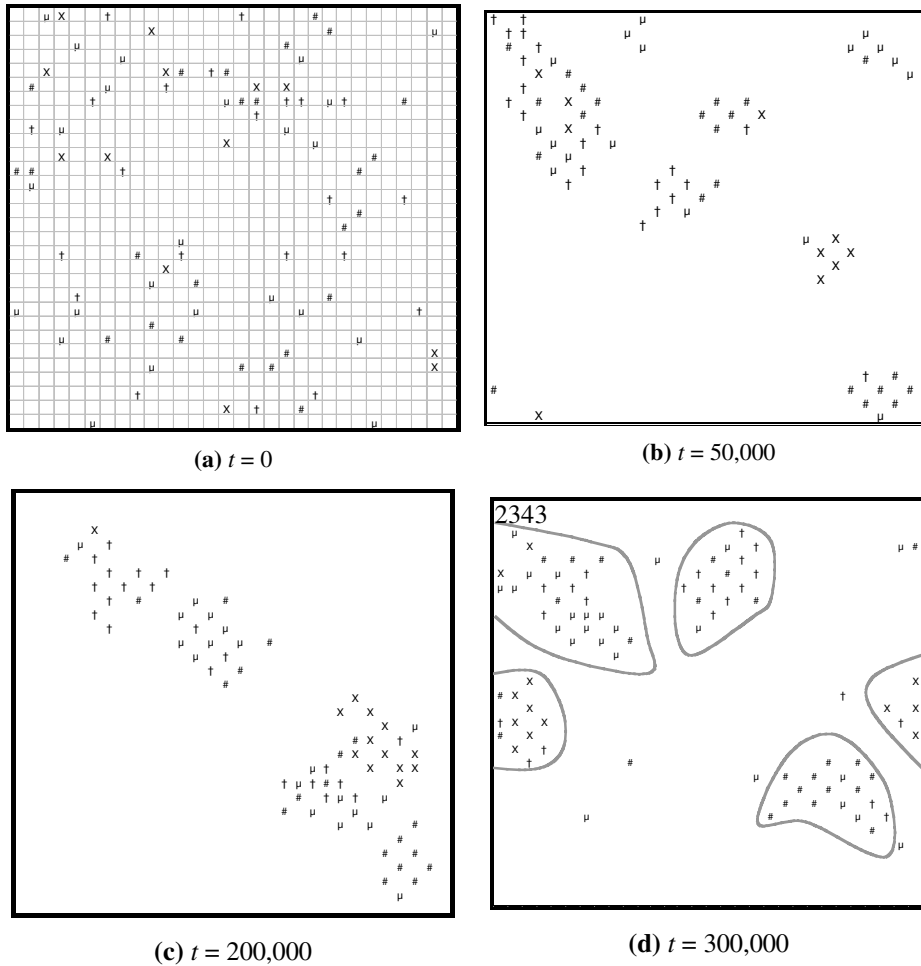 (a) t = 0
(b) t = 50,000
(c) t = 200,000
2343
(d) t = 300,000